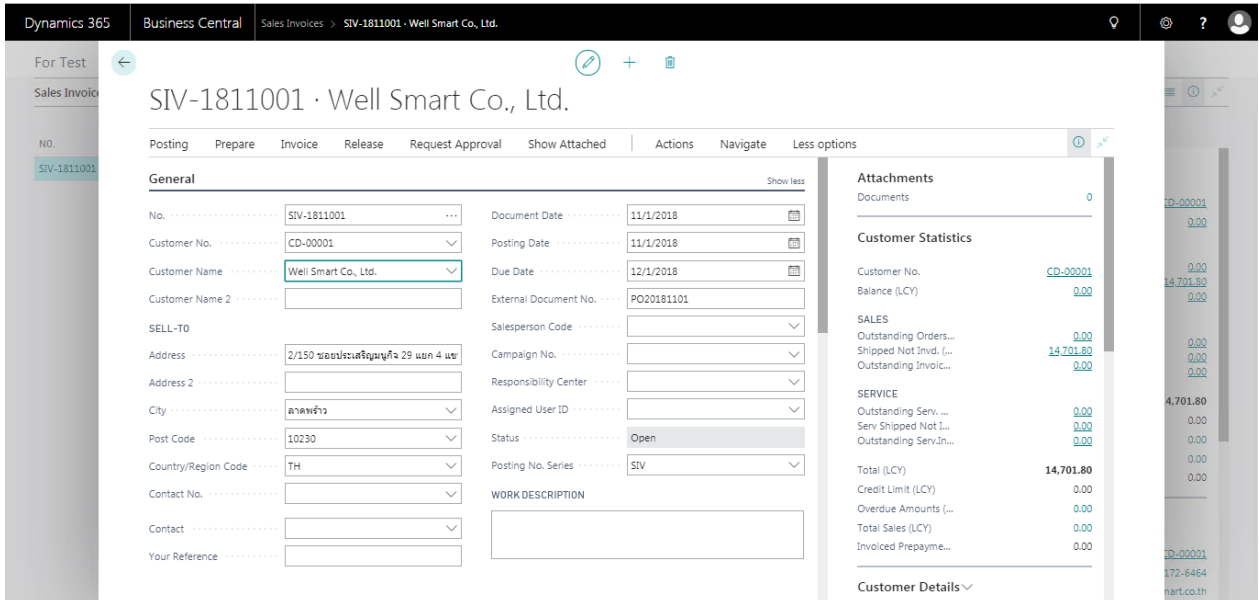 Dynamics 365 Business Central Sales Invoices > SIV-1811001 · Well Smart Co., Ltd. ?
For Test
Sales Invoice
NO.
SIV-1811001
SIV-1811001 · Well Smart Co., Ltd.
Posting Prepare Invoice Release Request Approval Show Attached Actions Navigate Less options
General Show less
No. SIV-1811001 ...
Customer No. CD-00001
Customer Name Well Smart Co., Ltd.
Customer Name 2
SELL-TO
Address 2/150 ซอยประเสริฐมนูกิจ 29 แยก 4 แข
Address 2
City ลาดพร้าว
Post Code 10230
Country/Region Code TH
Contact No.
Contact
Your Reference
Document Date 11/1/2018
Posting Date 11/1/2018
Due Date 12/1/2018
External Document No. PO20181101
Salesperson Code
Campaign No.
Responsibility Center
Assigned User ID
Status Open
Posting No. Series SIV
WORK DESCRIPTION
Attachments
Documents 0
Customer Statistics
Customer No. CD-00001
Balance (LCY) 0.00
SALES
Outstanding Orders... 0.00
Shipped Not Invd. (... 14,701.80
Outstanding Invoic... 0.00
SERVICE
Outstanding Serv. ... 0.00
Serv Shipped Not I... 0.00
Outstanding Serv.In... 0.00
Total (LCY) 14,701.80
Credit Limit (LCY) 0.00
Overdue Amounts (... 0.00
Total Sales (LCY) 0.00
Invoiced Prepayme... 0.00
Customer Details
CD-00001
0.00
0.00
14,701.80
0.00
0.00
0.00
0.00
4,701.80
0.00
0.00
0.00
0.00
CD-00001
172-6464
mart.co.th